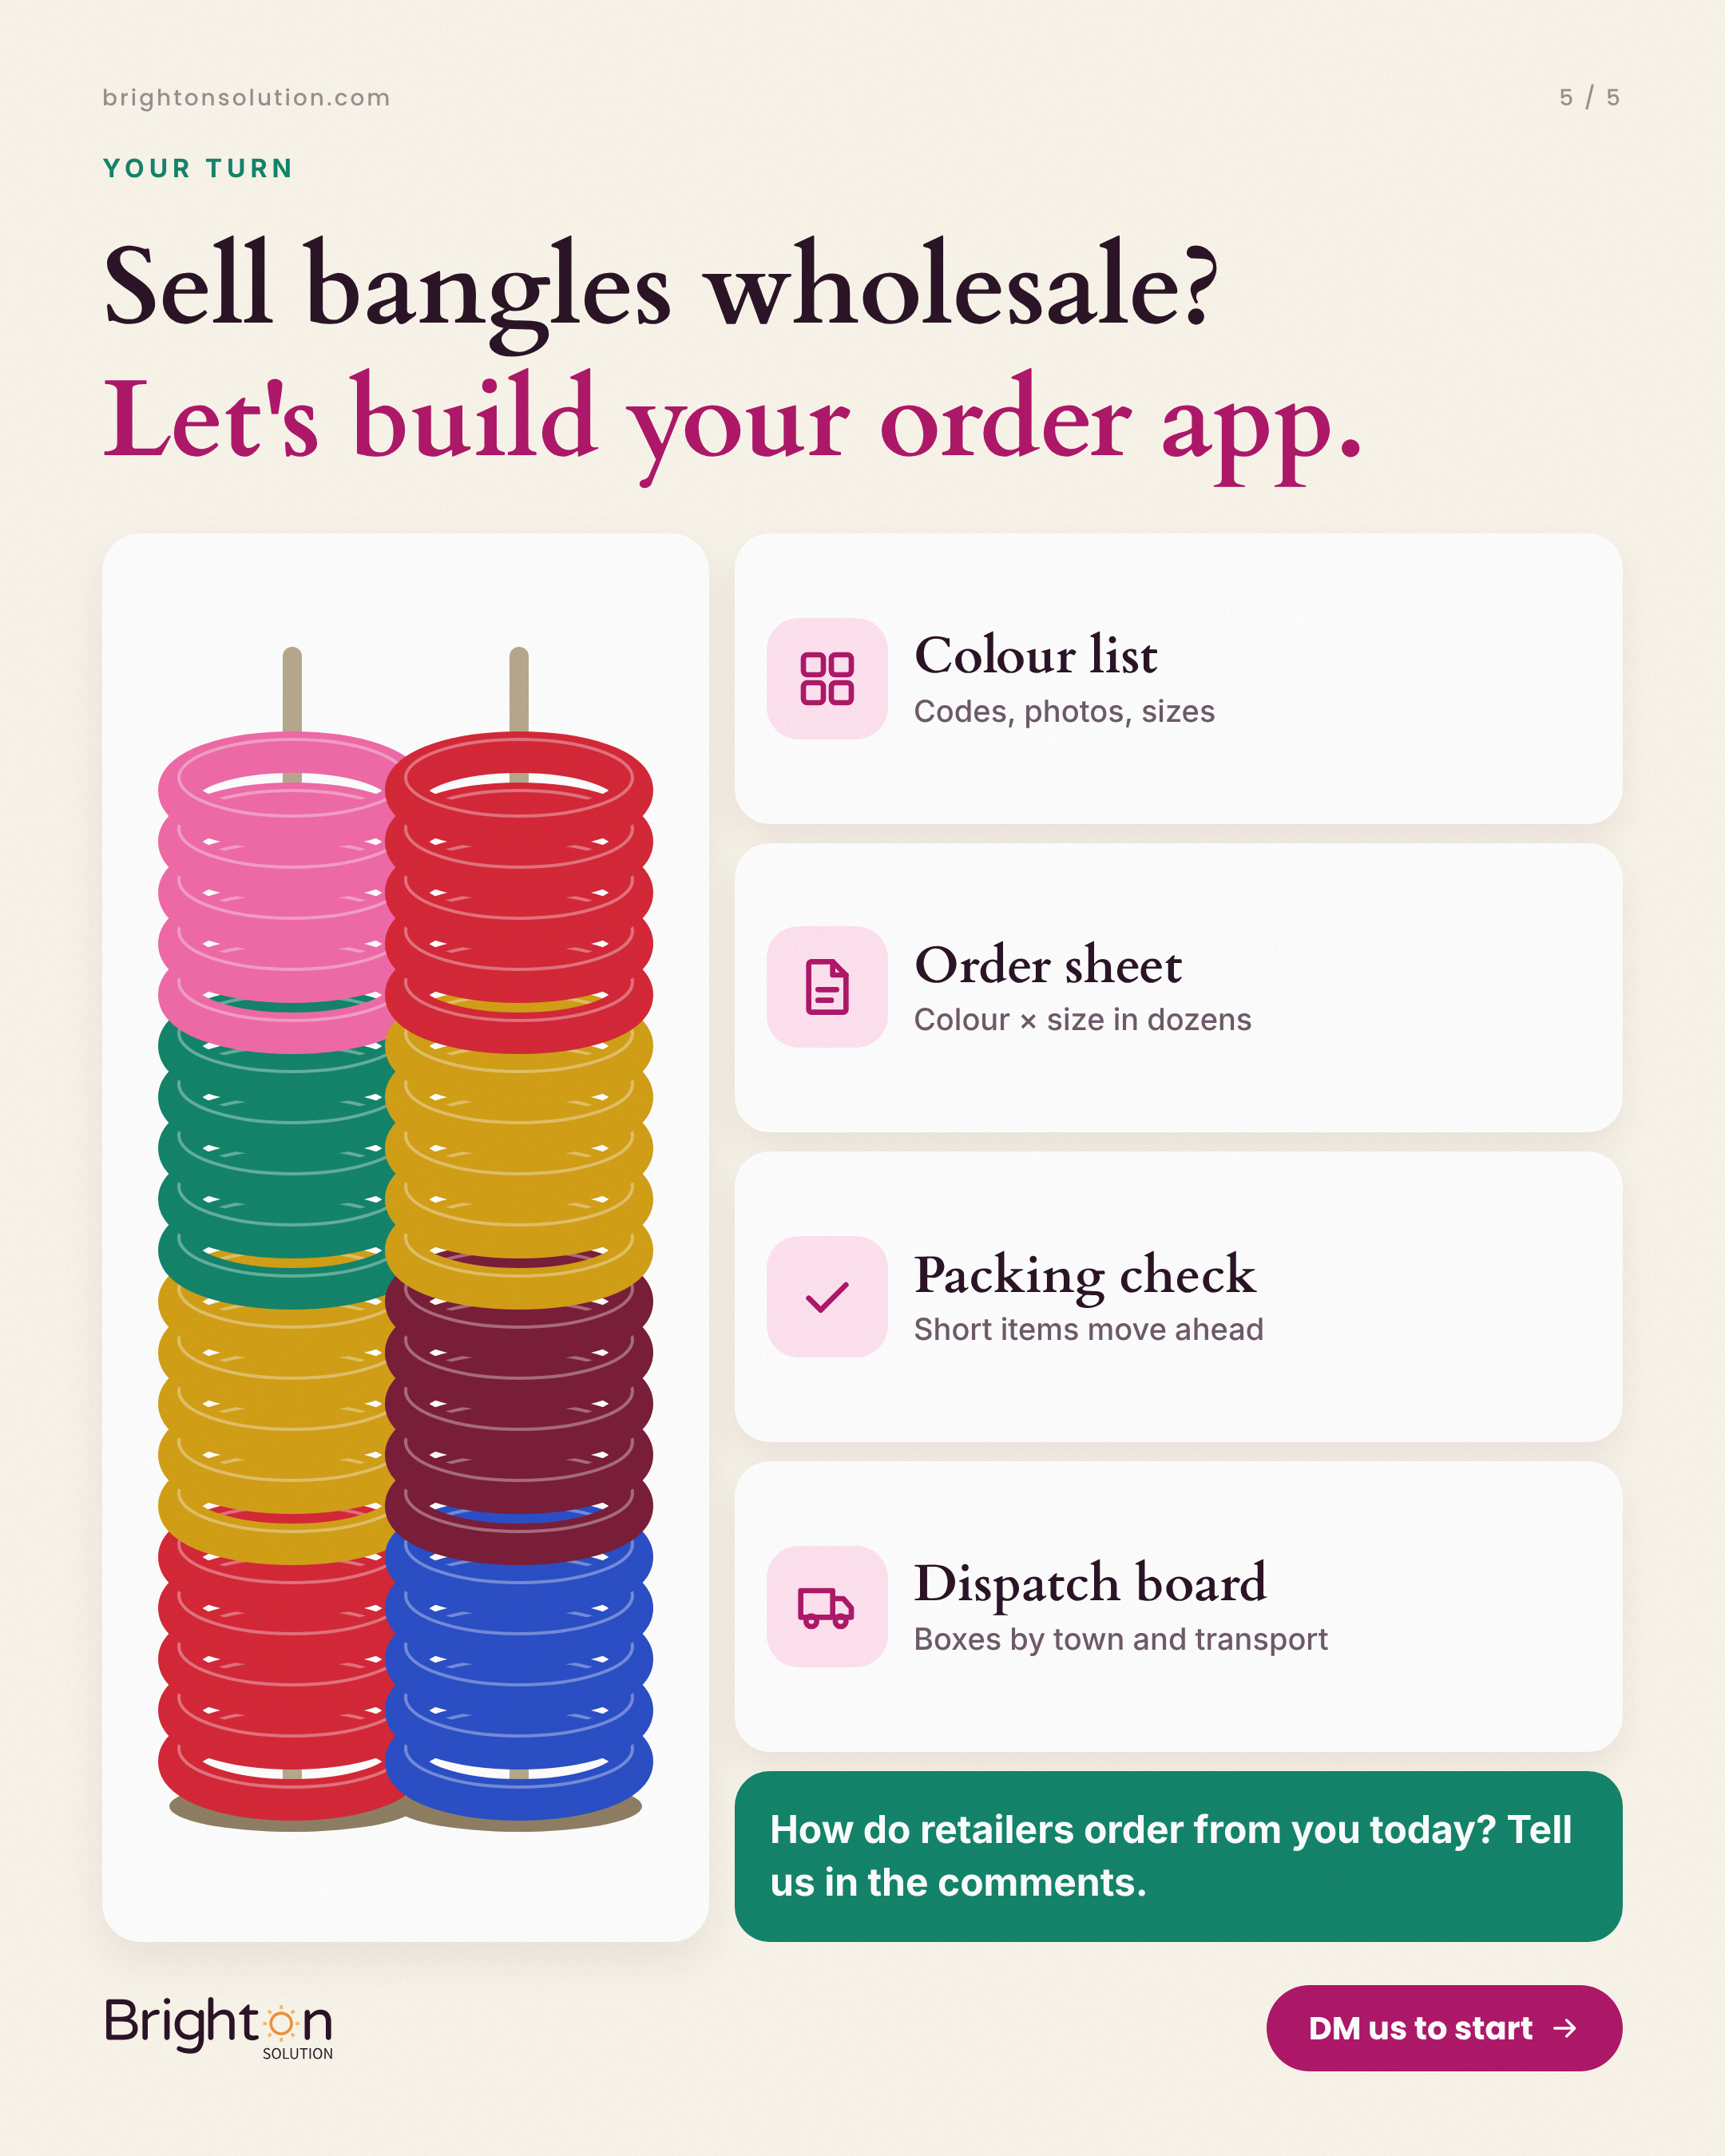 brightonsolution.com
5 / 5
YOUR TURN
Sell bangles wholesale?
Let's build your order app.
Colour list
Codes, photos, sizes
Order sheet
Colour × size in dozens
Packing check
Short items move ahead
Dispatch board
Boxes by town and transport
How do retailers order from you today? Tell
us in the comments.
Brighton
SOLUTION
DM us to start →